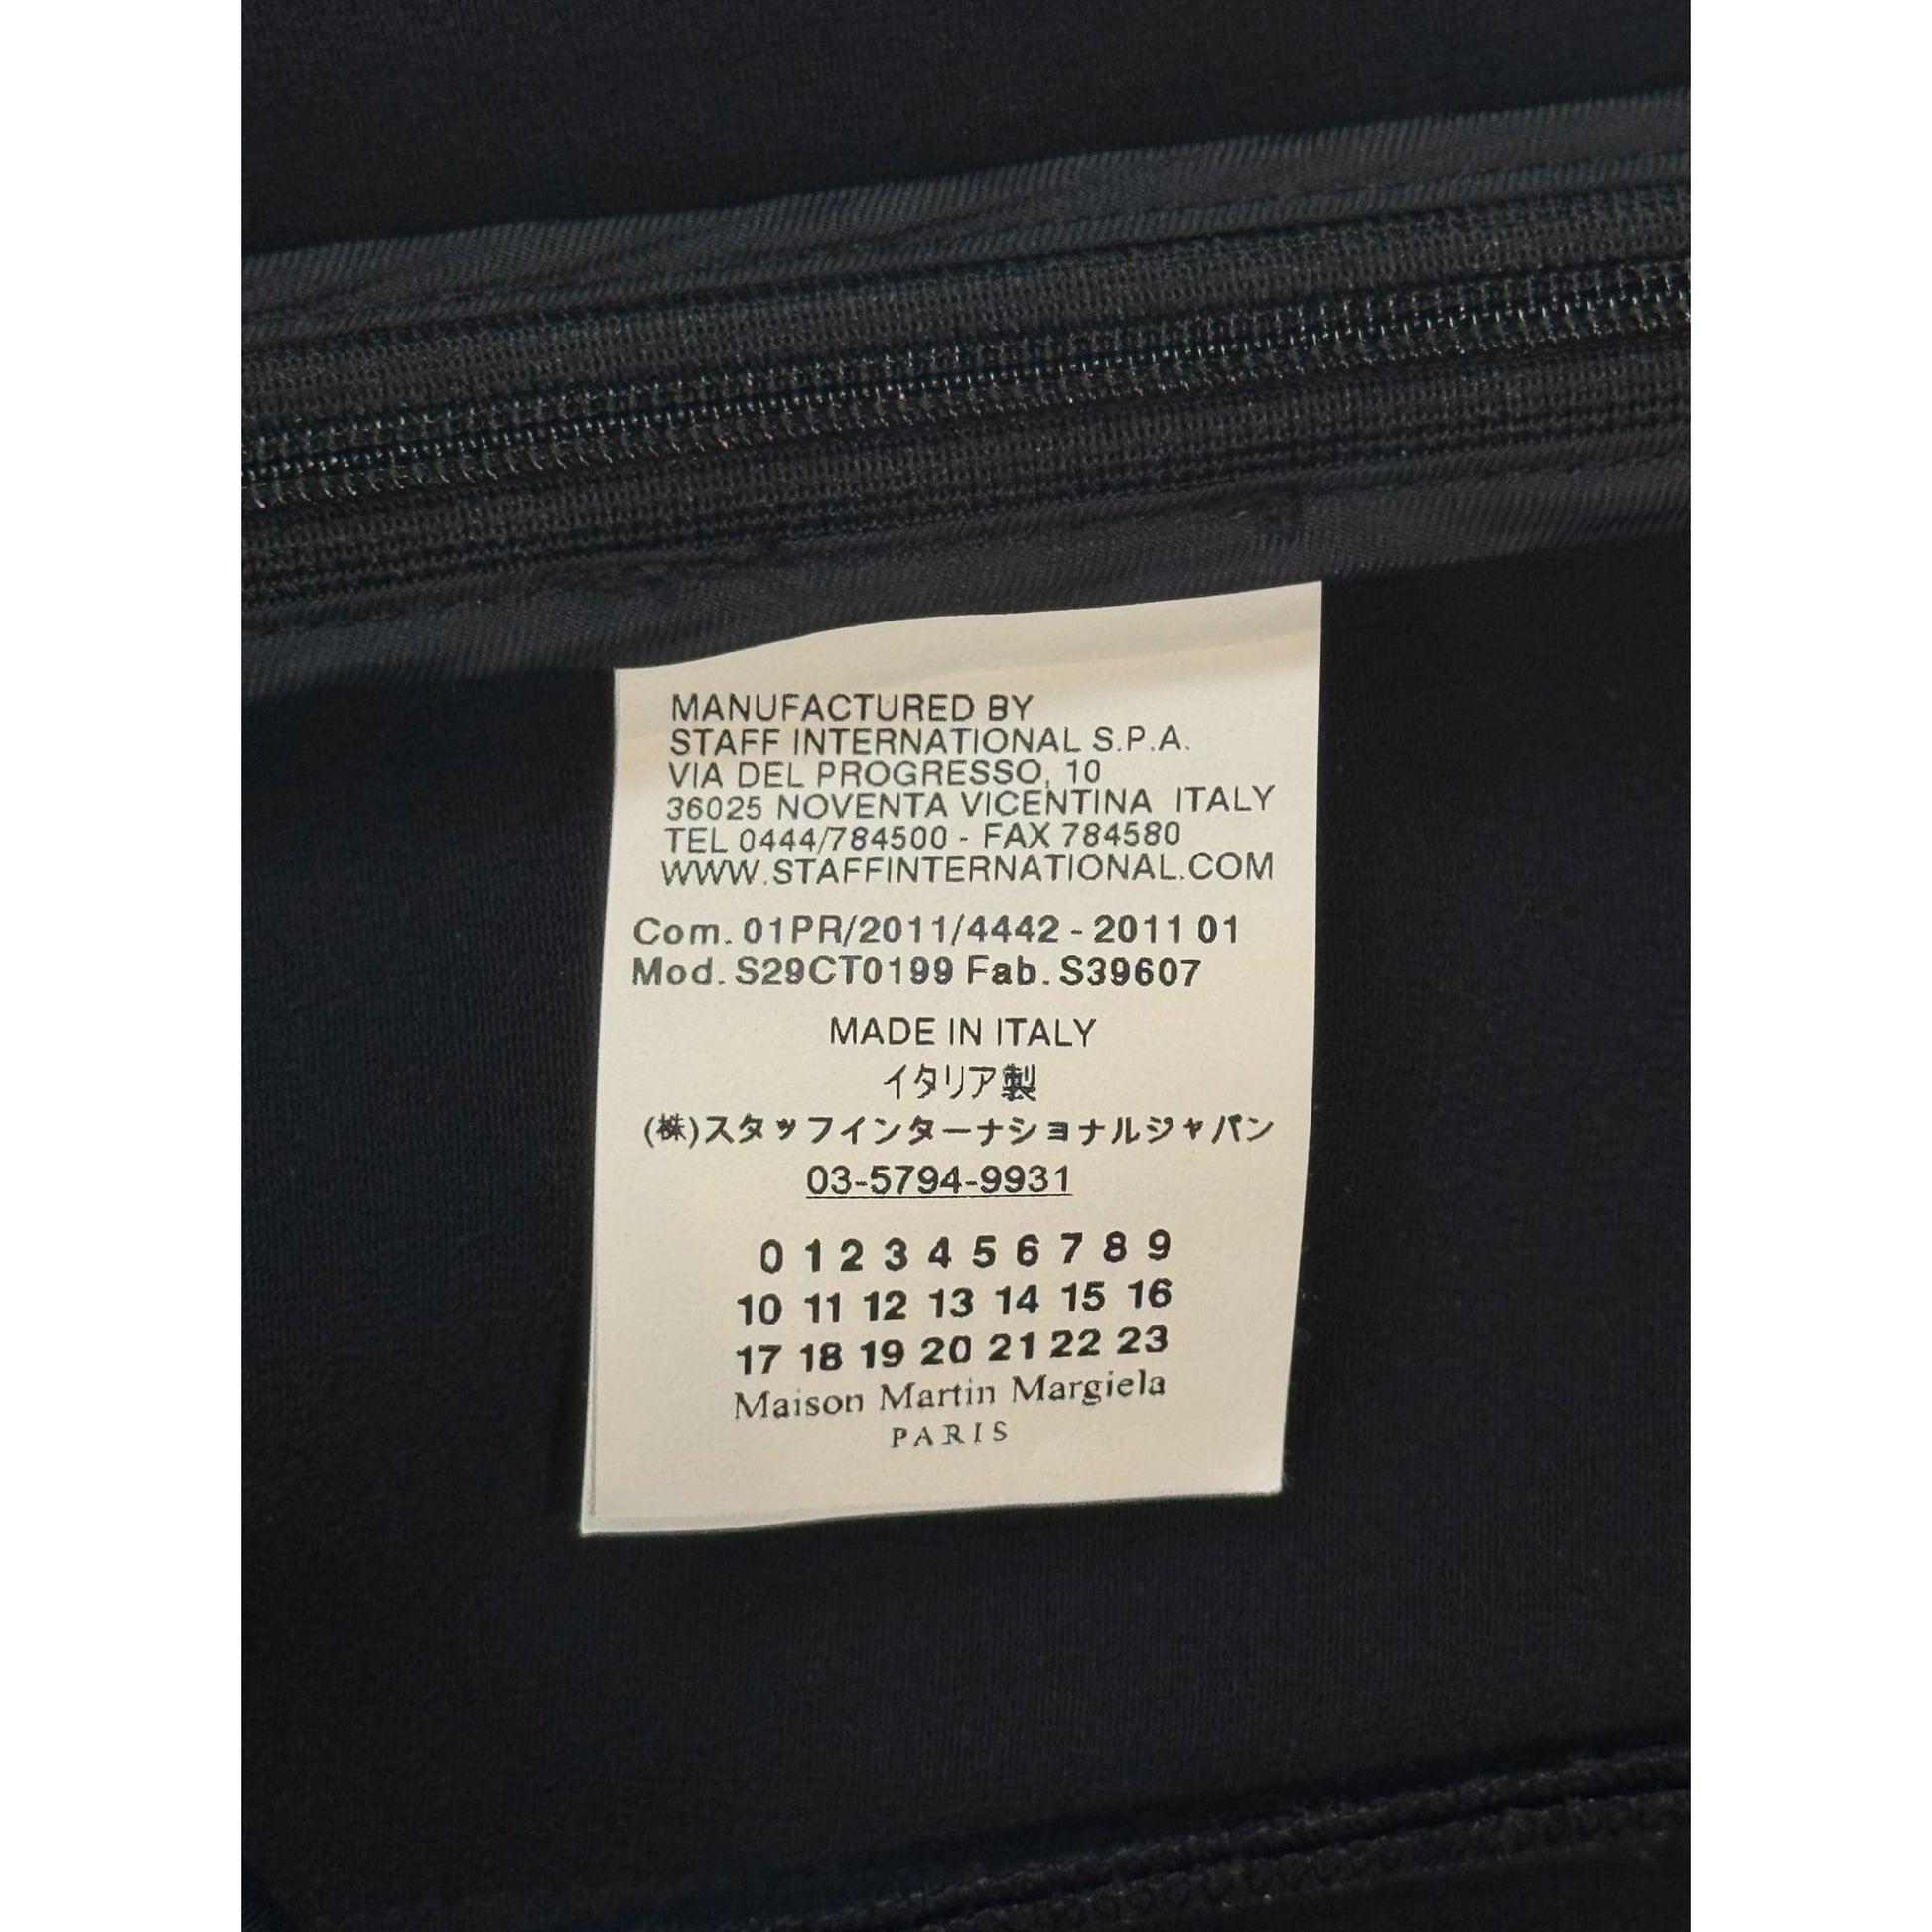 MANUFACTURED BY
STAFF INTERNATIONAL S.P.A.
VIA DEL PROGRESSO, 10
36025 NOVENTA VICENTINA ITALY
TEL 0444/784500 - FAX 784580
WWW.STAFFINTERNATIONAL.COM
Com. 01PR/2011/4442 - 2011 01
Mod. S29CT0199 Fab. S39607
MADE IN ITALY
イタリア製
(株)スタッフインターナショナルジャパン
03-5794-9931
0 1 2 3 4 5 6 7 8 9
10 11 12 13 14 15 16
17 18 19 20 21 22 23
Maison Martin Margiela
PARIS